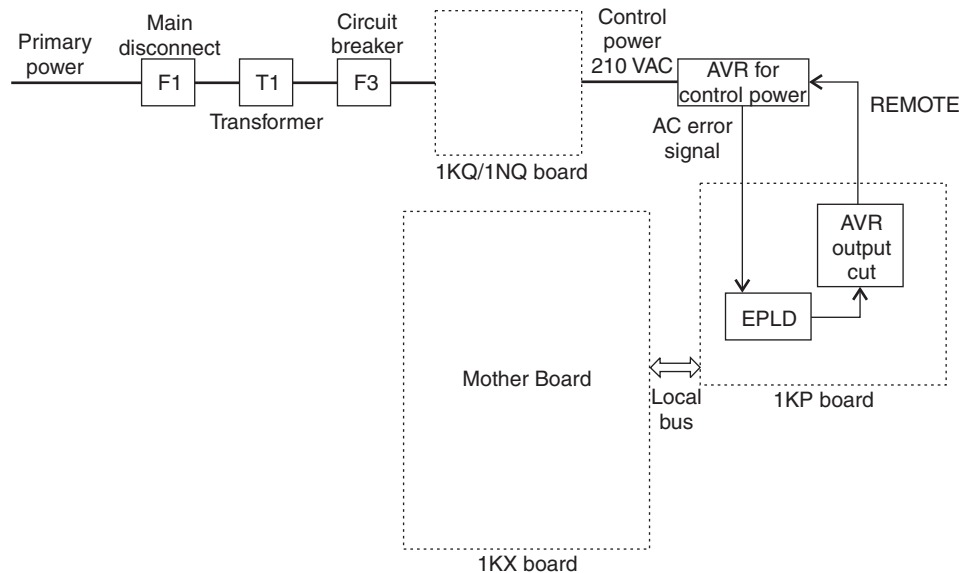 Primary
power
Main
disconnect
F1
T1
Transformer
Circuit
breaker
F3
1KQ/1NQ board
Control
power
210 VAC
AVR for
control power
AC error
signal
REMOTE
AVR
output
cut
EPLD
1KP board
Local
bus
Mother Board
1KX board